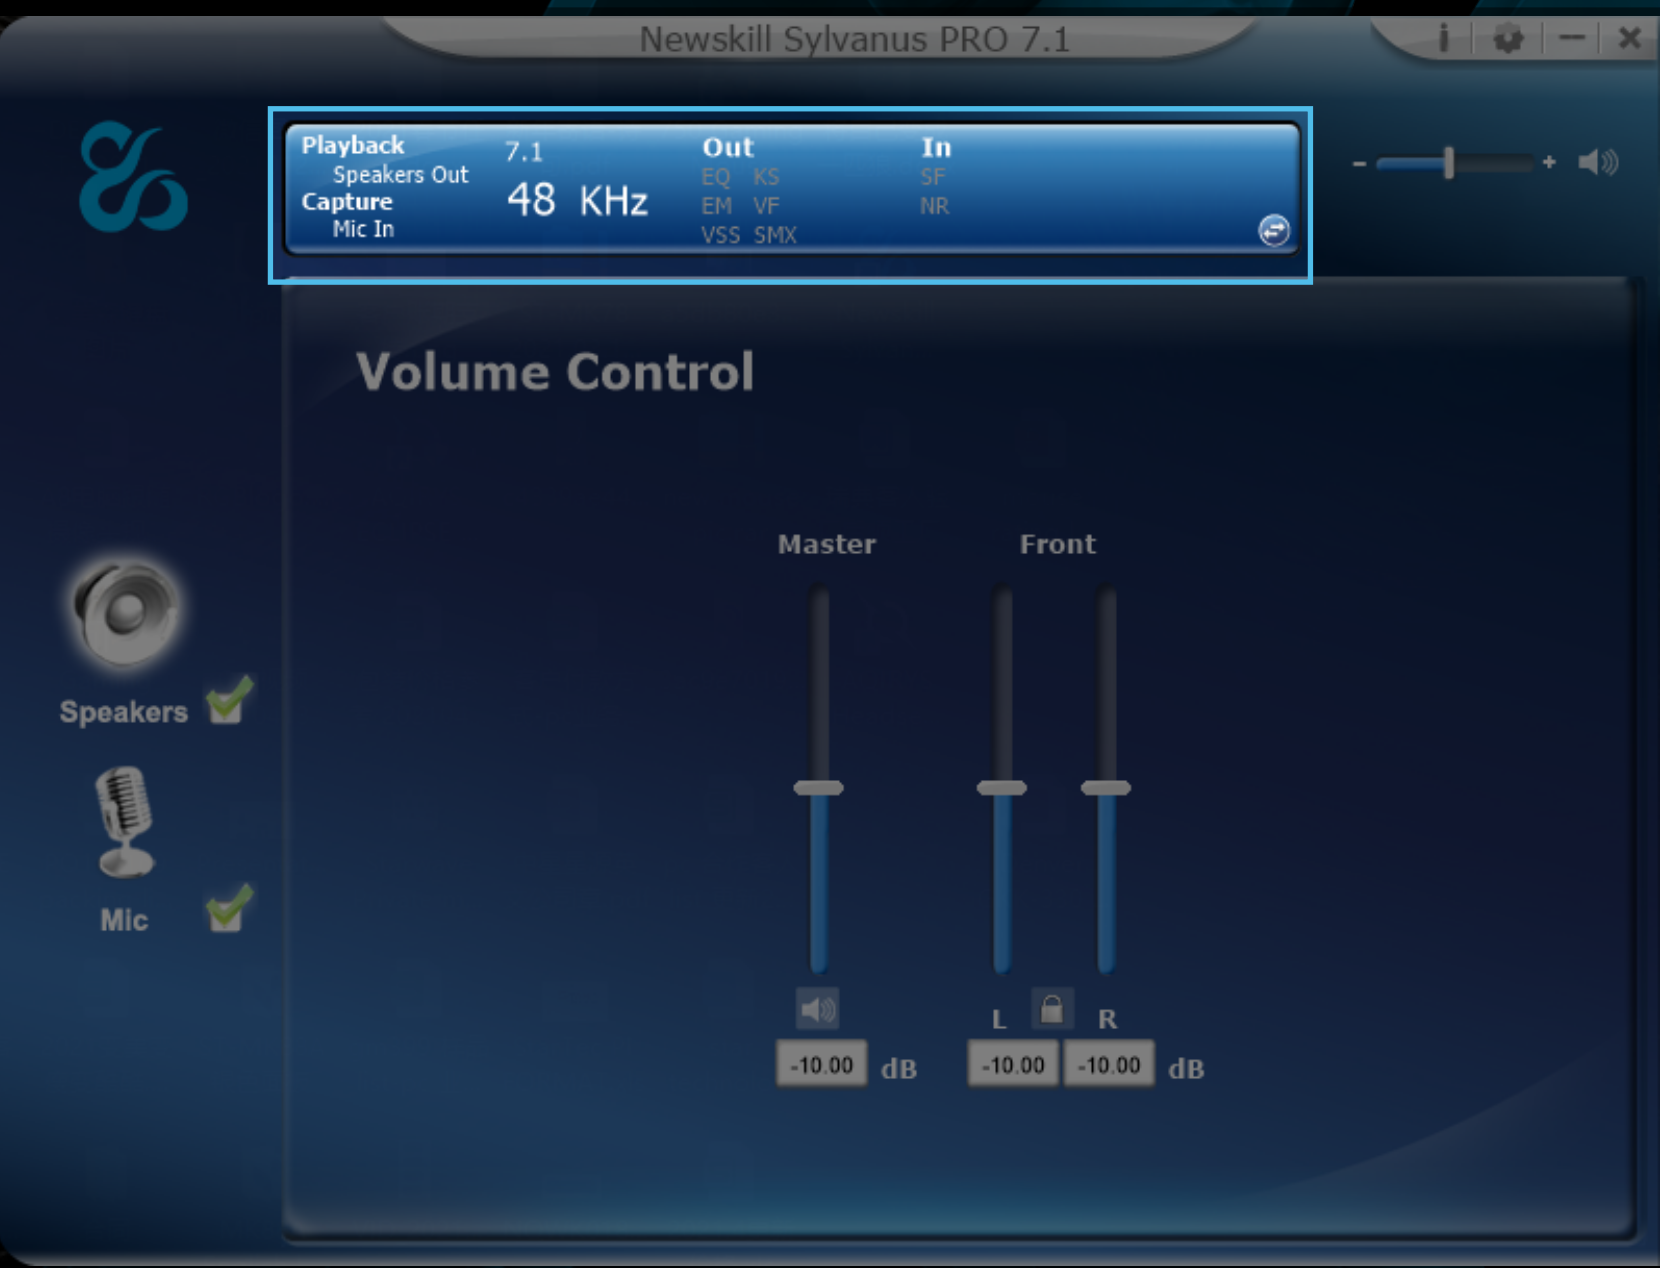 Newskill Sylvanus PRO 7.1
Playback
Speakers Out
Capture
Mic In
7.1
48 KHz
Out
EQ KS
EM VF
VSS SMX
In
SF
NR
- +
Volume Control
Master
Front
Speakers
Mic
L R
-10.00 dB
-10.00 -10.00 dB